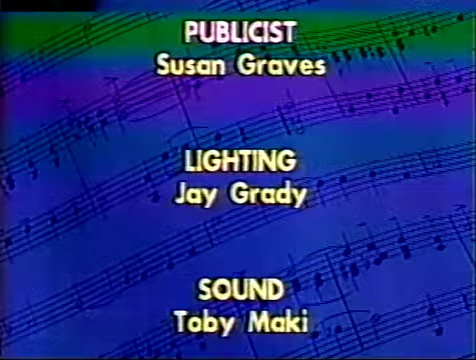 PUBLICIST
Susan Graves
LIGHTING
Jay Grady
SOUND
Toby Maki